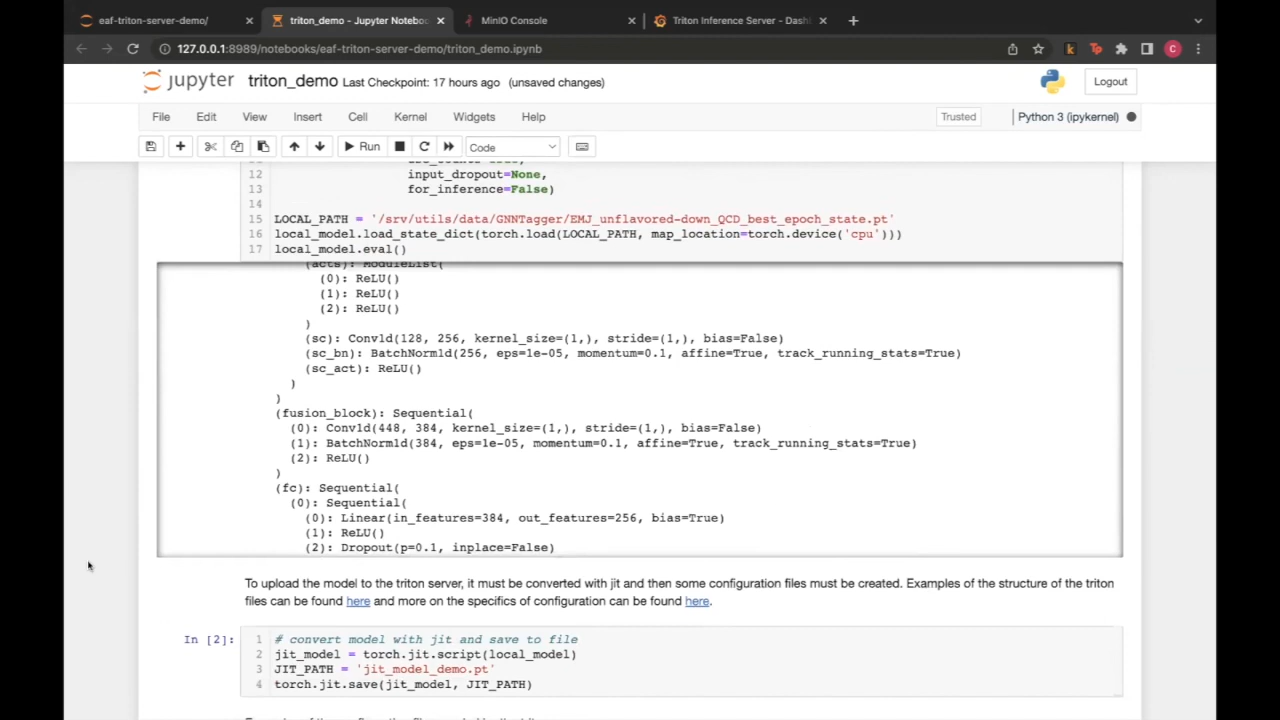 eaf-triton-server-demo/
triton_demo - Jupyter Noteboo
MinIO Console
Triton Inference Server - Dash
127.0.0.1:8989/notebooks/eaf-triton-server-demo/triton_demo.ipynb
k
Tp
C
jupyter triton_demo Last Checkpoint: 17 hours ago (unsaved changes)
Logout
File Edit View Insert Cell Kernel Widgets Help
Trusted
Python 3 (ipykernel)
Run
Code
12 input_dropout=None,
13 for_inference=False)
14
15 LOCAL_PATH = '/srv/utils/data/GNNTagger/EMJ_unflavored-down_QCD_best_epoch_state.pt'
16 local_model.load_state_dict(torch.load(LOCAL_PATH, map_location=torch.device('cpu')))
17 local_model.eval()
(acts): ModuleList(
(0): ReLU()
(1): ReLU()
(2): ReLU()
)
(sc): Conv1d(128, 256, kernel_size=(1,), stride=(1,), bias=False)
(sc_bn): BatchNorm1d(256, eps=1e-05, momentum=0.1, affine=True, track_running_stats=True)
(sc_act): ReLU()
)
)
(fusion_block): Sequential(
(0): Conv1d(448, 384, kernel_size=(1,), stride=(1,), bias=False)
(1): BatchNorm1d(384, eps=1e-05, momentum=0.1, affine=True, track_running_stats=True)
(2): ReLU()
)
(fc): Sequential(
(0): Sequential(
(0): Linear(in_features=384, out_features=256, bias=True)
(1): ReLU()
(2): Dropout(p=0.1, inplace=False)
To upload the model to the triton server, it must be converted with jit and then some configuration files must be created. Examples of the structure of the triton
files can be found here and more on the specifics of configuration can be found here.
In [2]:
1 # convert model with jit and save to file
2 jit_model = torch.jit.script(local_model)
3 JIT_PATH = 'jit_model_demo.pt'
4 torch.jit.save(jit_model, JIT_PATH)